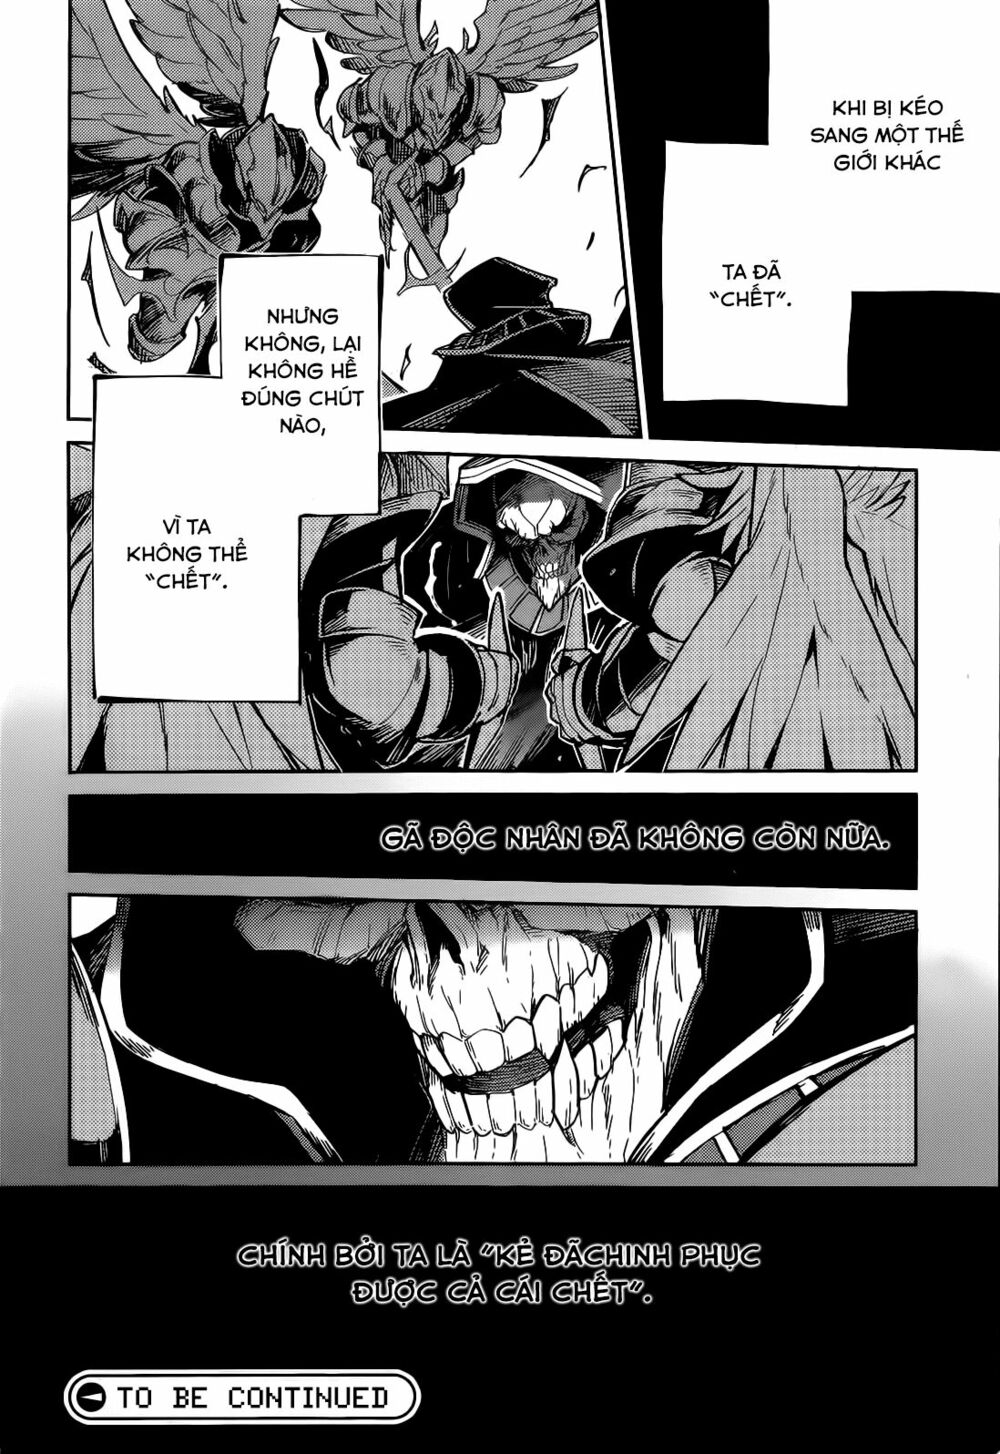 KHI BỊ KÉO
SANG MỘT THẾ
GIỚI KHÁC
TA ĐÃ
"CHẾT".
NHƯNG
KHÔNG, LẠI
KHÔNG HỀ
ĐÚNG CHÚT
NÀO,
VÌ TA
KHÔNG THỂ
"CHẾT".
GÃ ĐỘC NHÂN ĐÃ KHÔNG CÒN NỮA.
CHÍNH BỞI TA LÀ "KẺ ĐÃCHINH PHỤC
ĐƯỢC CẢ CÁI CHẾT".
TO BE CONTINUED